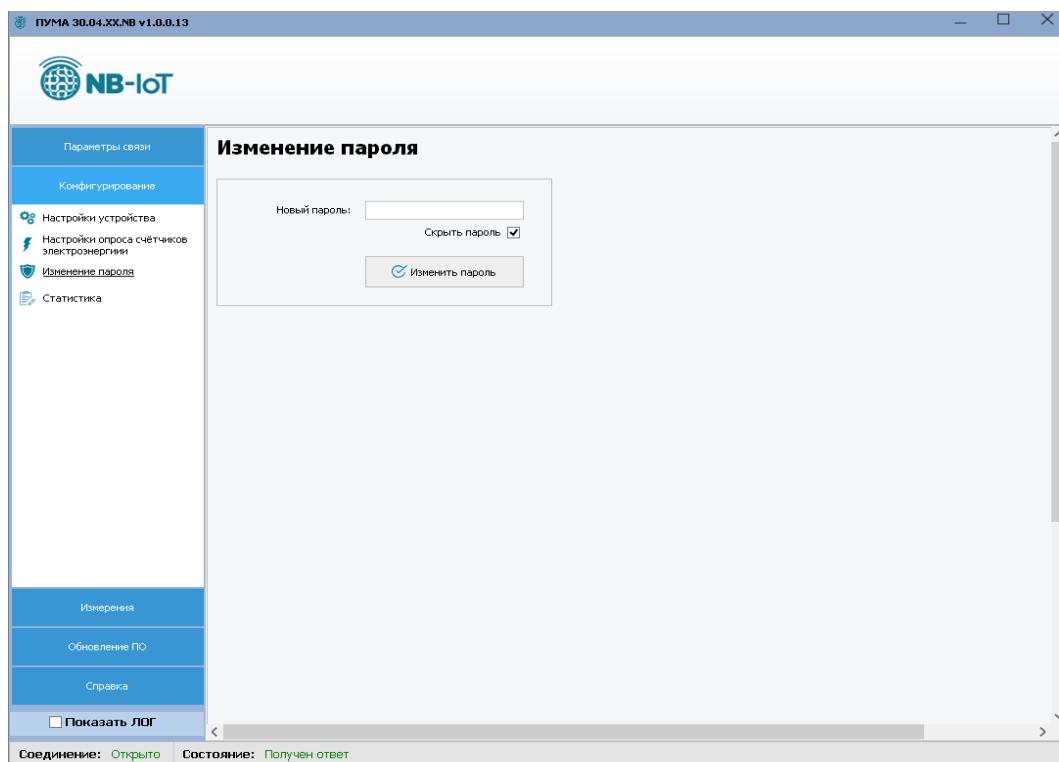 ПУМА 30.04.XX.NB v1.0.0.13
NB-IoT
Параметры связи
Конфигурирование
Настройки устройства
Настройки опроса счётчиков
электроэнергиии
Изменение пароля
Статистика
Измерения
Обновление ПО
Справка
Показать ЛОГ
Изменение пароля
Новый пароль:
Скрыть пароль
Изменить пароль
Соединение: Открыто Состояние: Получен ответ